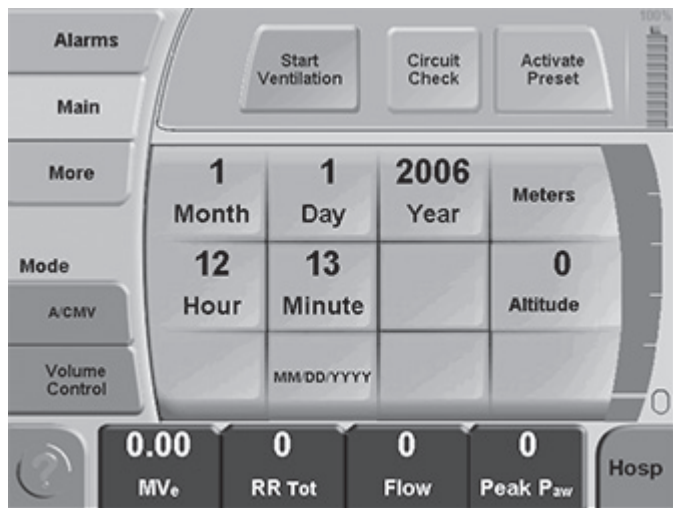 Alarms
Main
More
Mode
A/CMV
Volume
Control
Start
Ventilation
Circuit
Check
Activate
Preset
100%
1
Month
1
Day
2006
Year
Meters
12
Hour
13
Minute
0
Altitude
MM/DD/YYYY
0
?
0.00
MVe
0
RR Tot
0
Flow
0
Peak Paw
Hosp